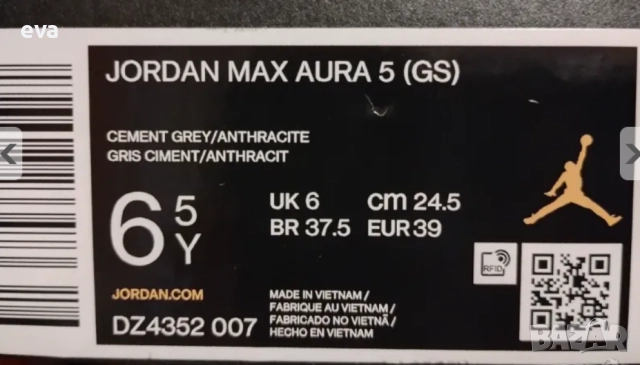 eva
JORDAN MAX AURA 5 (GS)
CEMENT GREY/ANTHRACITE
GRIS CIMENT/ANTHRACIT
6 5 Y
UK 6 cm 24.5
BR 37.5 EUR 39
RFID
JORDAN.COM
DZ4352 007
MADE IN VIETNAM /
FABRIQUE AU VIETNAM /
FABRICADO NO VIETNÃ /
HECHO EN VIETNAM
BAZAR